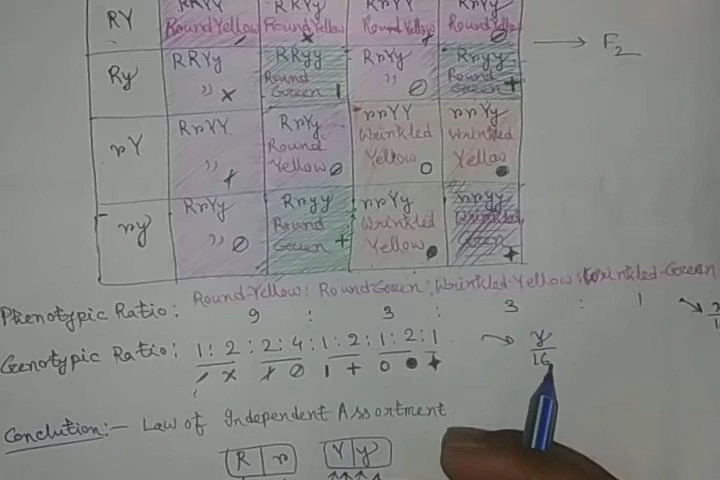 RY RRYY RRYy RrYY RrYy
Round Yellow Round Yellow Round Yellow Round Yellow
→ F2
Ry RRYy RRyy RrYy Rryy
,, x Round Green | ,, ∅ Round Green +
rY RrYY RrYy rrYY rrYy
,, Round Yellow ∅ Wrinkled Yellow O Wrinkled Yellow ●
ry RrYy Rryy rrYy rryy
,, ∅ Round Green + Wrinkled Yellow ● Wrinkled Green
Phenotypic Ratio: Round-Yellow: Round Green: Wrinkled-Yellow: Wrinkled-Green
9 : 3 : 3 : 1
Genotypic Ratio: 1:2:2:4:1:2:1:2:1
16
Conclution:- Law of Independent Assortment
R r Y y